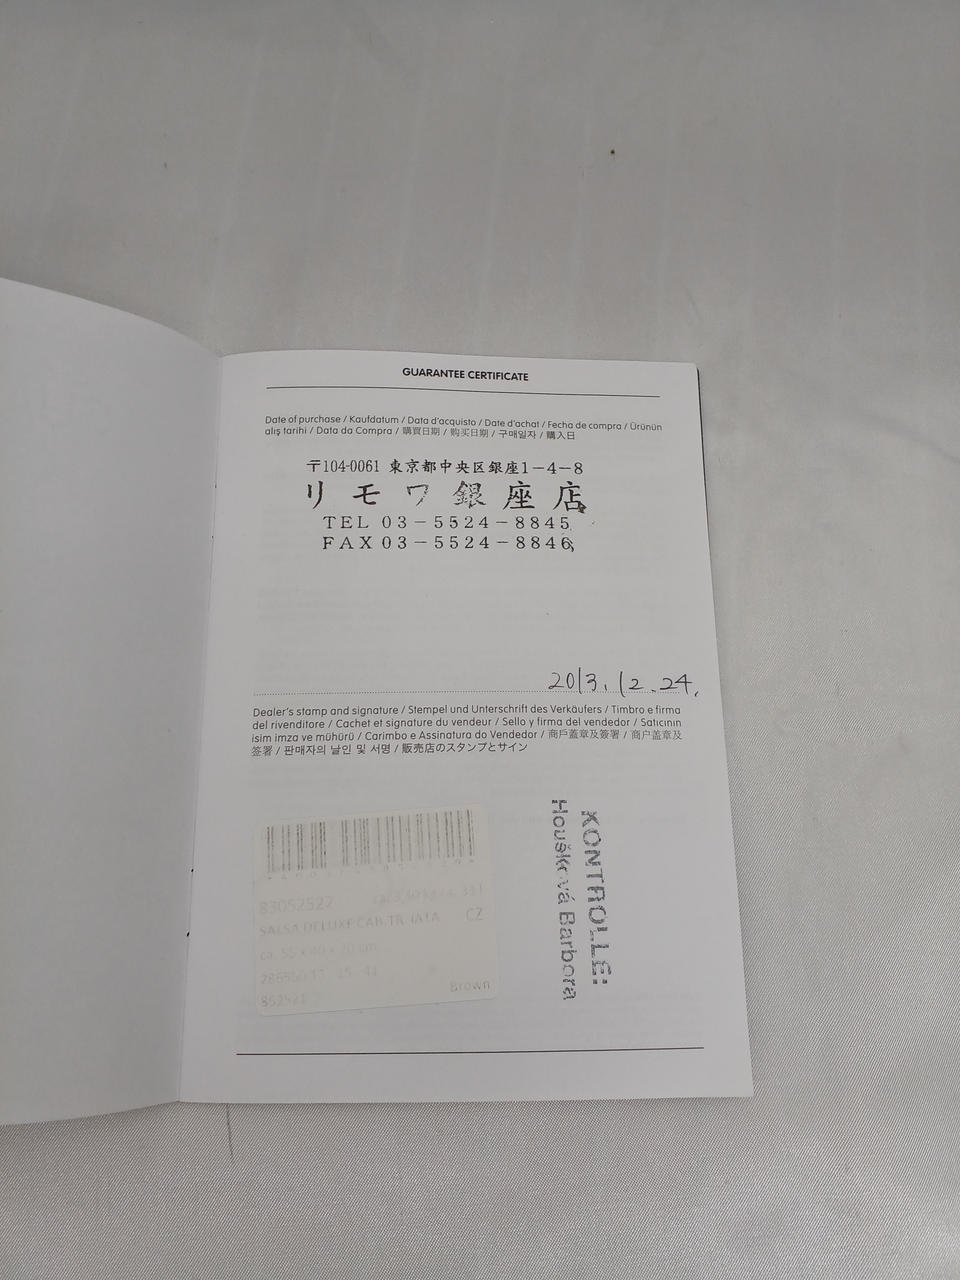 GUARANTEE CERTIFICATE
Date of purchase / Kaufdatum / Data d'acquisto / Date d'achat / Fecha de compra / Ürünün
alış tarihi / Data da Compra / 購買日期 / 购买日期 / 구매일자 / 購入日
〒104-0061 東京都中央区銀座1-4-8
リモワ銀座店
TEL 03-5524-8845
FAX 03-5524-8846
2013.12.24.
Dealer's stamp and signature / Stempel und Unterschrift des Verkäufers / Timbro e firma
del rivenditore / Cachet et signature du vendeur / Sello y firma del vendedor / Satıcının
isim imza ve mühürü / Carimbo e Assinatura do Vendedor / 商戶蓋章及簽署 / 商户盖章及
签署 / 판매자의 날인 및 서명 / 販売店のスタンプとサイン
83052522
SALSA DELUXE CAB.TR. CZ
ca. 55 x 40 x 20 cm
Brown
KONTROLLE:
Houšková Barbora